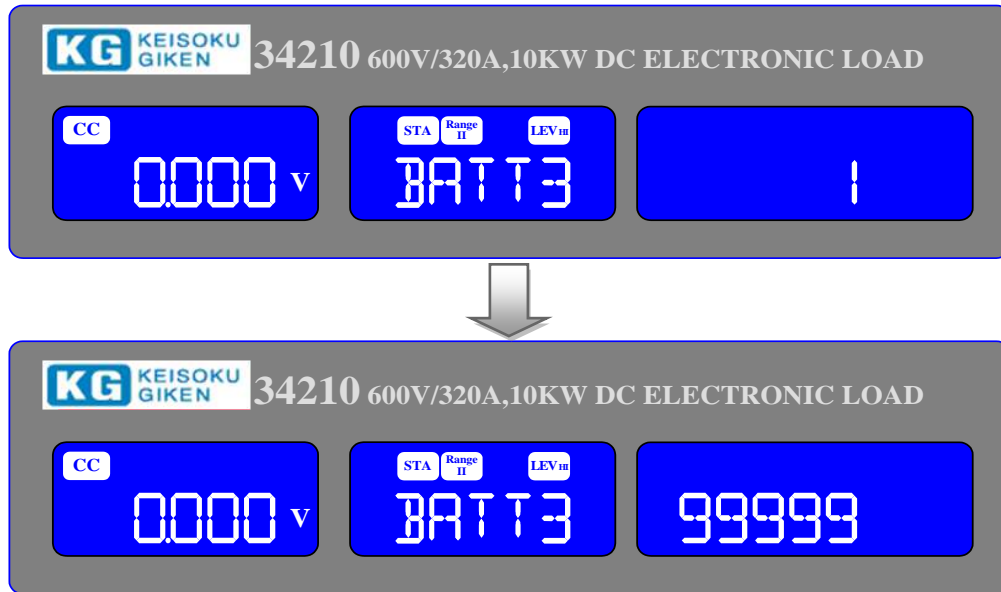 KG KEISOKU GIKEN 34210 600V/320A,10KW DC ELECTRONIC LOAD
CC
0.000 V
STA Range II LEV HI
BATT3
1
KG KEISOKU GIKEN 34210 600V/320A,10KW DC ELECTRONIC LOAD
CC
0.000 V
STA Range II LEV HI
BATT3
99999